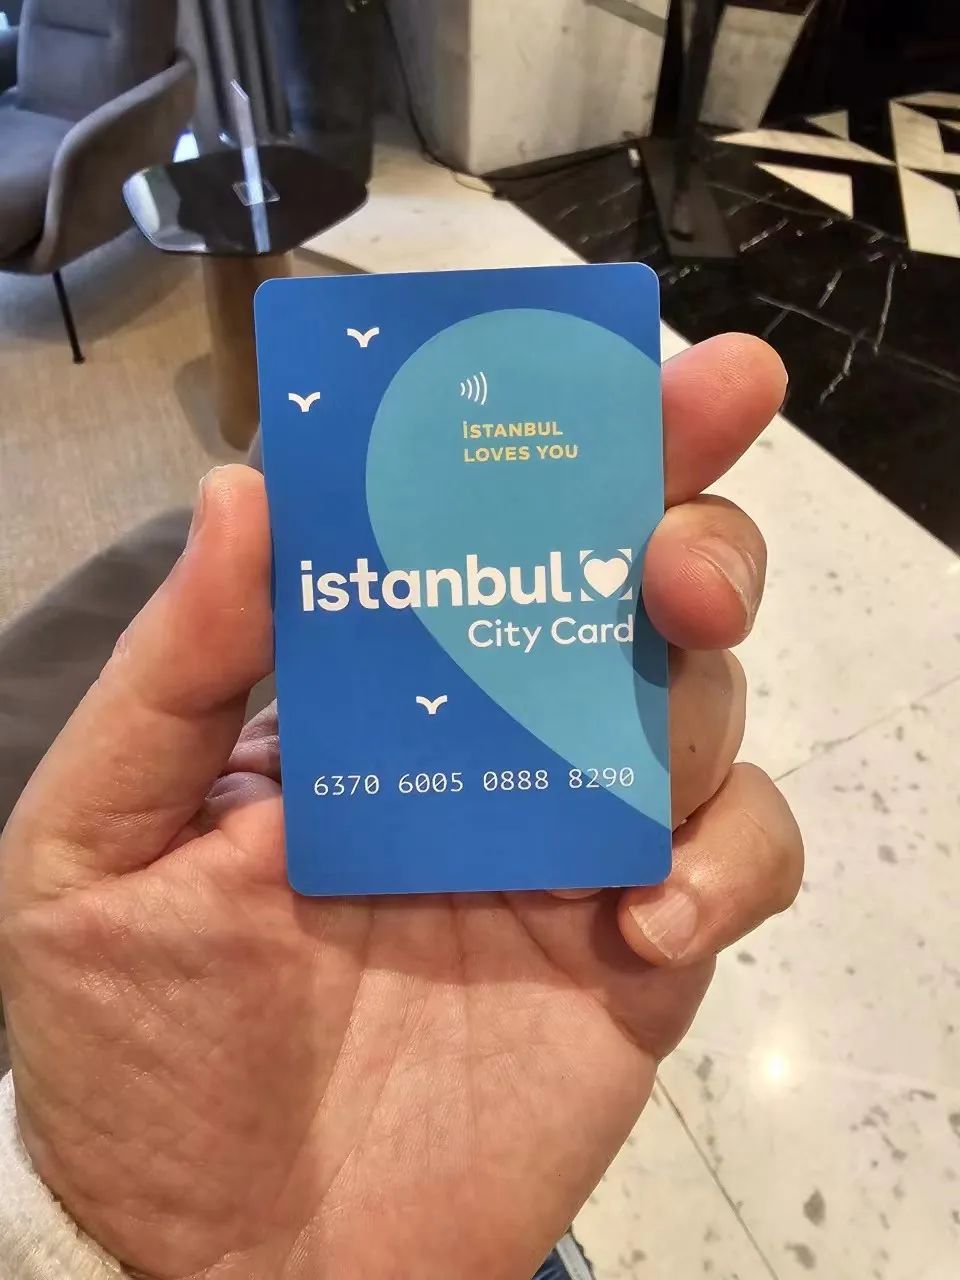 İSTANBUL
LOVES YOU
istanbul
City Card
6370 6005 0888 8290